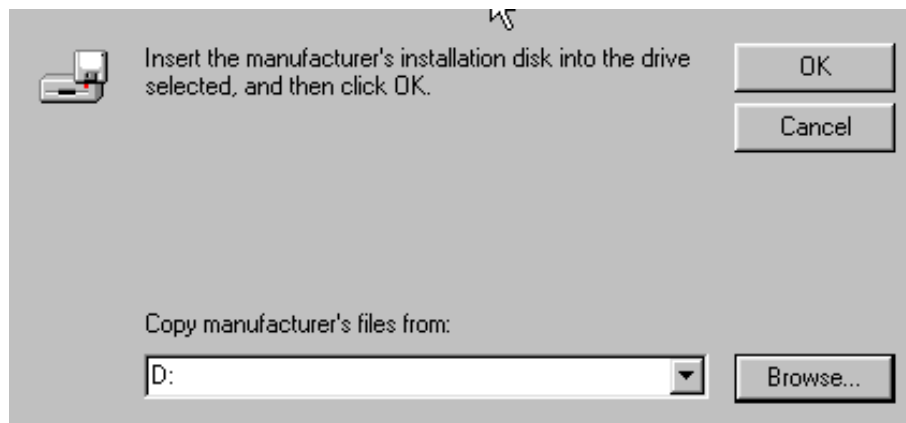 Insert the manufacturer's installation disk into the drive
selected, and then click OK.
OK
Cancel
Copy manufacturer's files from:
D:
Browse...